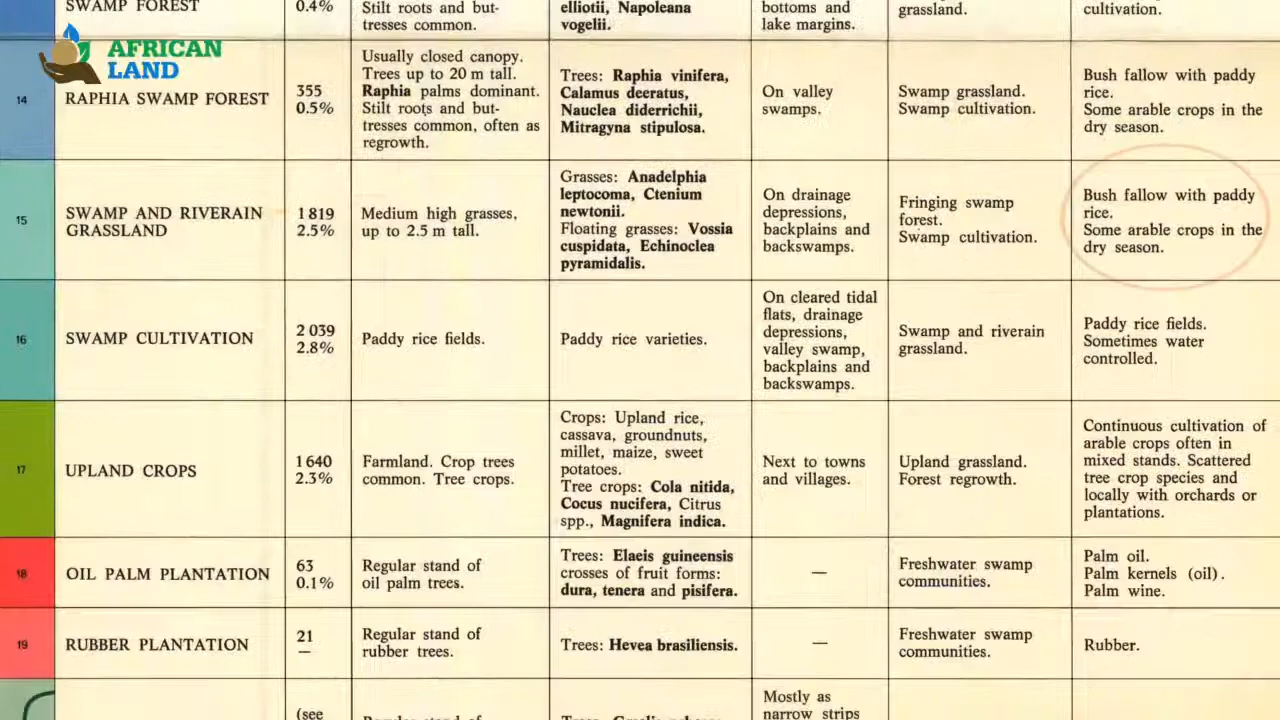 SWAMP FOREST
0.4%
Stilt roots and but-
tresses common.
elliotii, Napoleana
vogelii.
bottoms and
lake margins.
grassland.
cultivation.
AFRICAN
LAND
14
RAPHIA SWAMP FOREST
355
0.5%
Usually closed canopy.
Trees up to 20 m tall.
Raphia palms dominant.
Stilt roots and but-
tresses common, often as
regrowth.
Trees: Raphia vinifera,
Calamus deeratus,
Nauclea diderrichii,
Mitragyna stipulosa.
On valley
swamps.
Swamp grassland.
Swamp cultivation.
Bush fallow with paddy
rice.
Some arable crops in the
dry season.
15
SWAMP AND RIVERAIN
GRASSLAND
1 819
2.5%
Medium high grasses,
up to 2.5 m tall.
Grasses: Anadelphia
leptocoma, Ctenium
newtonii.
Floating grasses: Vossia
cuspidata, Echinoclea
pyramidalis.
On drainage
depressions,
backplains and
backswamps.
Fringing swamp
forest.
Swamp cultivation.
Bush fallow with paddy
rice.
Some arable crops in the
dry season.
16
SWAMP CULTIVATION
2 039
2.8%
Paddy rice fields.
Paddy rice varieties.
On cleared tidal
flats, drainage
depressions,
valley swamp,
backplains and
backswamps.
Swamp and riverain
grassland.
Paddy rice fields.
Sometimes water
controlled.
17
UPLAND CROPS
1 640
2.3%
Farmland. Crop trees
common. Tree crops.
Crops: Upland rice,
cassava, groundnuts,
millet, maize, sweet
potatoes.
Tree crops: Cola nitida,
Cocus nucifera, Citrus
spp., Magnifera indica.
Next to towns
and villages.
Upland grassland.
Forest regrowth.
Continuous cultivation of
arable crops often in
mixed stands. Scattered
tree crop species and
locally with orchards or
plantations.
18
OIL PALM PLANTATION
63
0.1%
Regular stand of
oil palm trees.
Trees: Elaeis guineensis
crosses of fruit forms:
dura, tenera and pisifera.
—
Freshwater swamp
communities.
Palm oil.
Palm kernels (oil).
Palm wine.
19
RUBBER PLANTATION
21
—
Regular stand of
rubber trees.
Trees: Hevea brasiliensis.
—
Freshwater swamp
communities.
Rubber.
(see
Regular stand of
Mostly as
narrow strips